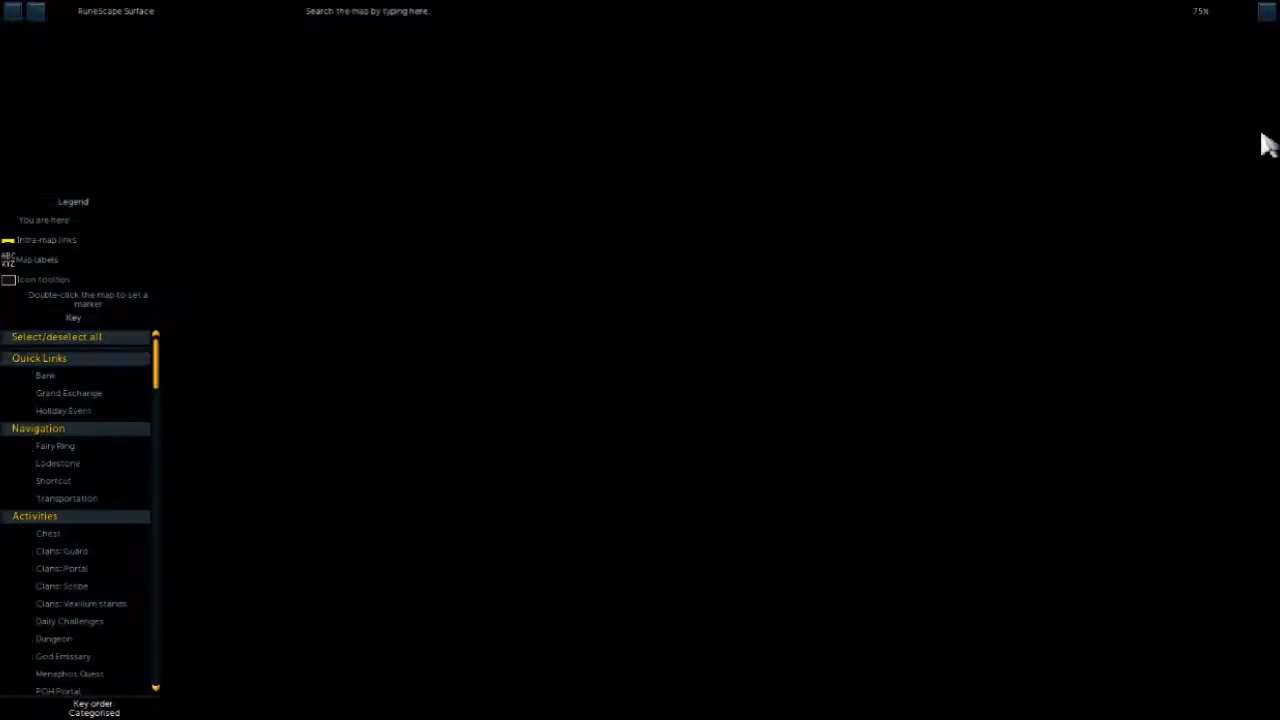 RuneScape Surface
Search the map by typing here.
75%
Legend
'You are here'
Intra-map links
ABC
XYZ
Map labels
Icon tooltips
Double-click the map to set a
marker
Key
Select/deselect all
Quick Links
Bank
Grand Exchange
Holiday Event
Navigation
Fairy Ring
Lodestone
Shortcut
Transportation
Activities
Chest
Clans: Guard
Clans: Portal
Clans: Scribe
Clans: Vexillum stands
Daily Challenges
Dungeon
God Emissary
Menaphos Quest
POH Portal
Key order:
Categorised